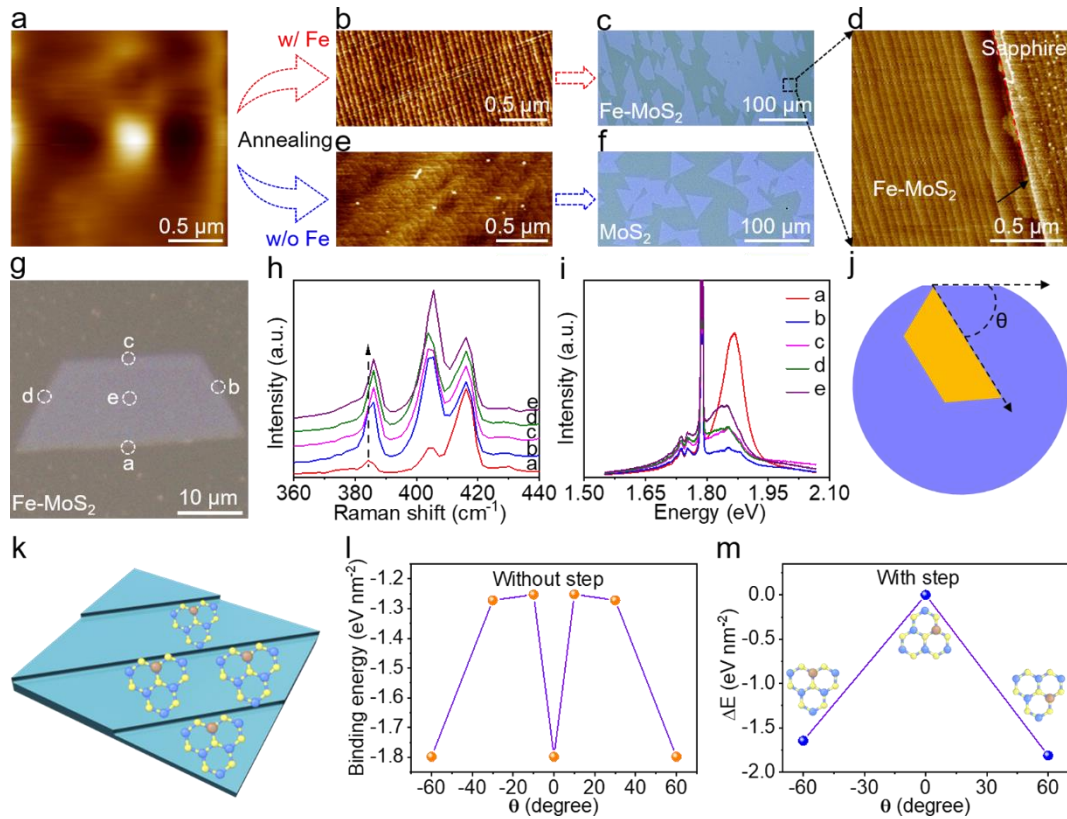 a
0.5 μm
w/ Fe
Annealing
w/o Fe
b
0.5 μm
e
0.5 μm
c
Fe-MoS₂
100 μm
f
MoS₂
100 μm
d
Sapphire
Fe-MoS₂
0.5 μm
g
c
d
e
b
a
Fe-MoS₂
10 μm
h
Intensity (a.u.)
e
d
c
b
a
360 380 400 420 440
Raman shift (cm⁻¹)
i
Intensity (a.u.)
a
b
c
d
e
1.50 1.65 1.80 1.95 2.10
Energy (eV)
j
θ
k
l
Without step
Binding energy (eV nm⁻²)
-1.2
-1.3
-1.4
-1.5
-1.6
-1.7
-1.8
-60 -40 -20 0 20 40 60
θ (degree)
m
With step
ΔE (eV nm⁻²)
0.0
-0.5
-1.0
-1.5
-2.0
-60 -30 0 30 60
θ (degree)